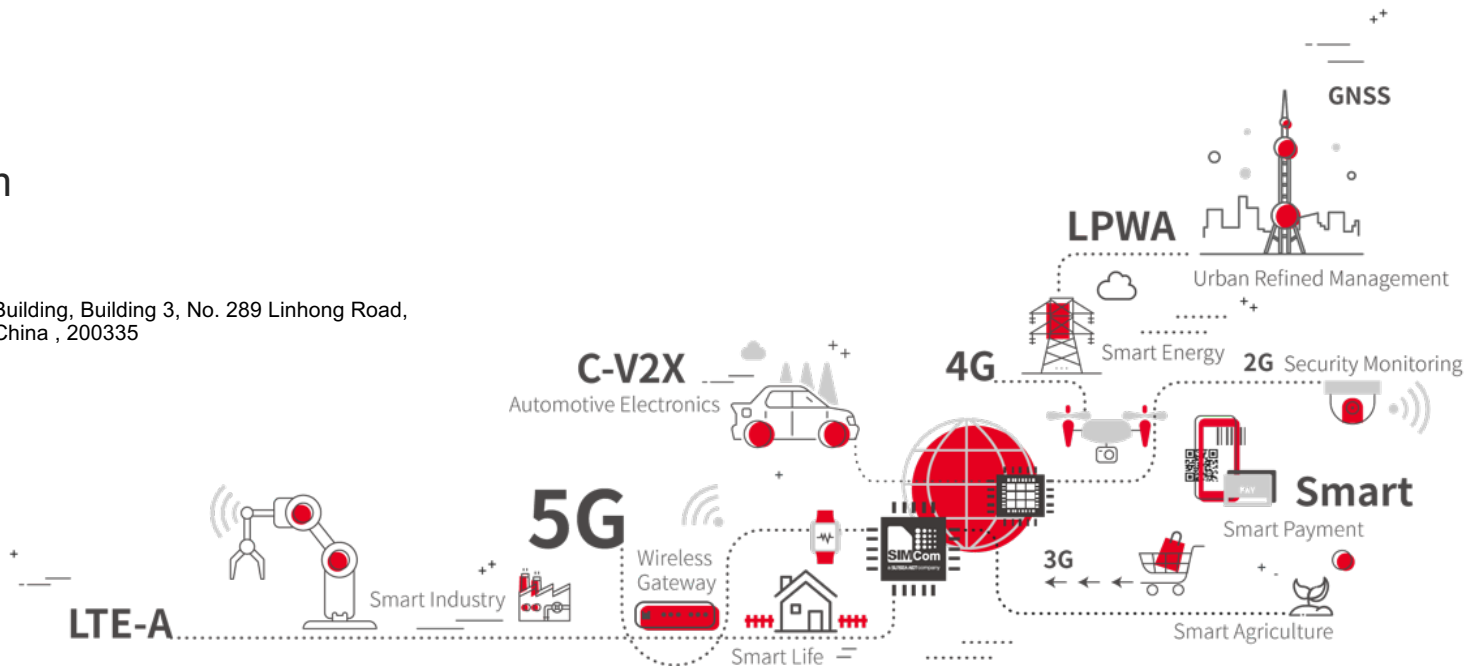 GNSS
LPWA
Urban Refined Management
Building, Building 3, No. 289 Linhong Road,
China , 200335
Smart Energy
C-V2X
Automotive Electronics
4G
2G Security Monitoring
PAY
Smart
Smart Payment
5G
Wireless
Gateway
SIMCom
3G
Smart Industry
LTE-A
Smart Life
Smart Agriculture